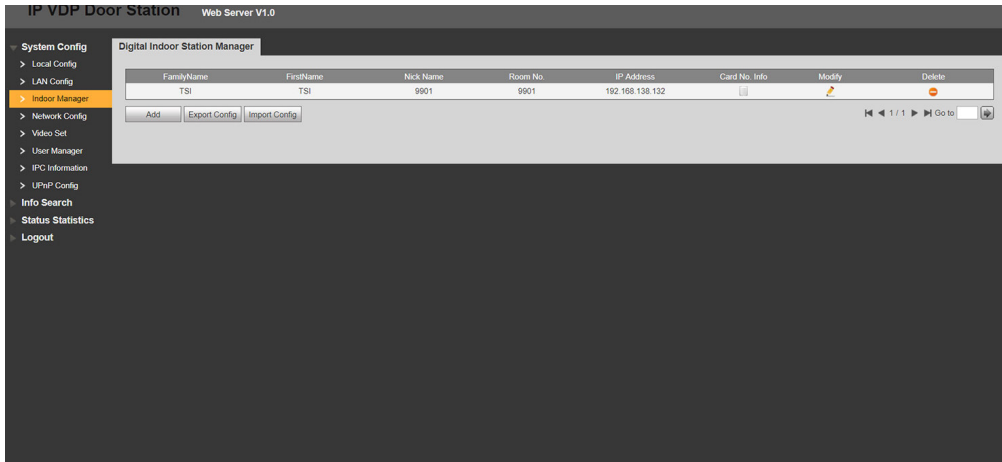 IP VDP Door Station Web Server V1.0
System Config
Local Config
LAN Config
Indoor Manager
Network Config
Video Set
User Manager
IPC Information
UPnP Config
Info Search
Status Statistics
Logout
Digital Indoor Station Manager
FamilyName FirstName Nick Name Room No. IP Address Card No. Info Modify Delete
TSI TSI 9901 9901 192.168.138.132
Add Export Config Import Config 1 / 1 Go to